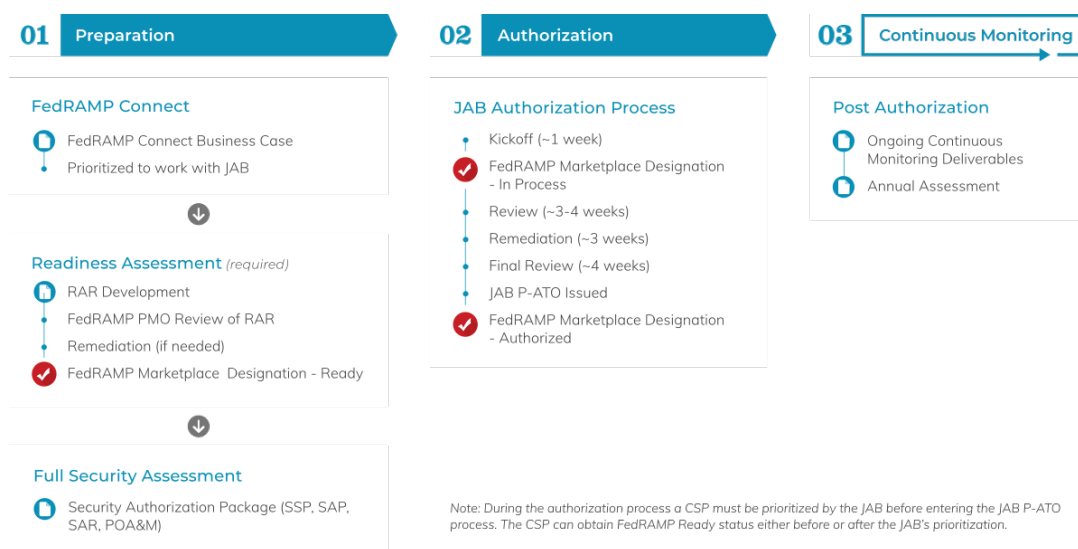 01 Preparation
FedRAMP Connect
FedRAMP Connect Business Case
Prioritized to work with JAB
Readiness Assessment (required)
RAR Development
FedRAMP PMO Review of RAR
Remediation (if needed)
FedRAMP Marketplace Designation - Ready
Full Security Assessment
Security Authorization Package (SSP, SAP,
SAR, POA&M)
02 Authorization
JAB Authorization Process
Kickoff (~1 week)
FedRAMP Marketplace Designation
- In Process
Review (~3-4 weeks)
Remediation (~3 weeks)
Final Review (~4 weeks)
JAB P-ATO Issued
FedRAMP Marketplace Designation
- Authorized
03 Continuous Monitoring
Post Authorization
Ongoing Continuous
Monitoring Deliverables
Annual Assessment
Note: During the authorization process a CSP must be prioritized by the JAB before entering the JAB P-ATO
process. The CSP can obtain FedRAMP Ready status either before or after the JAB's prioritization.